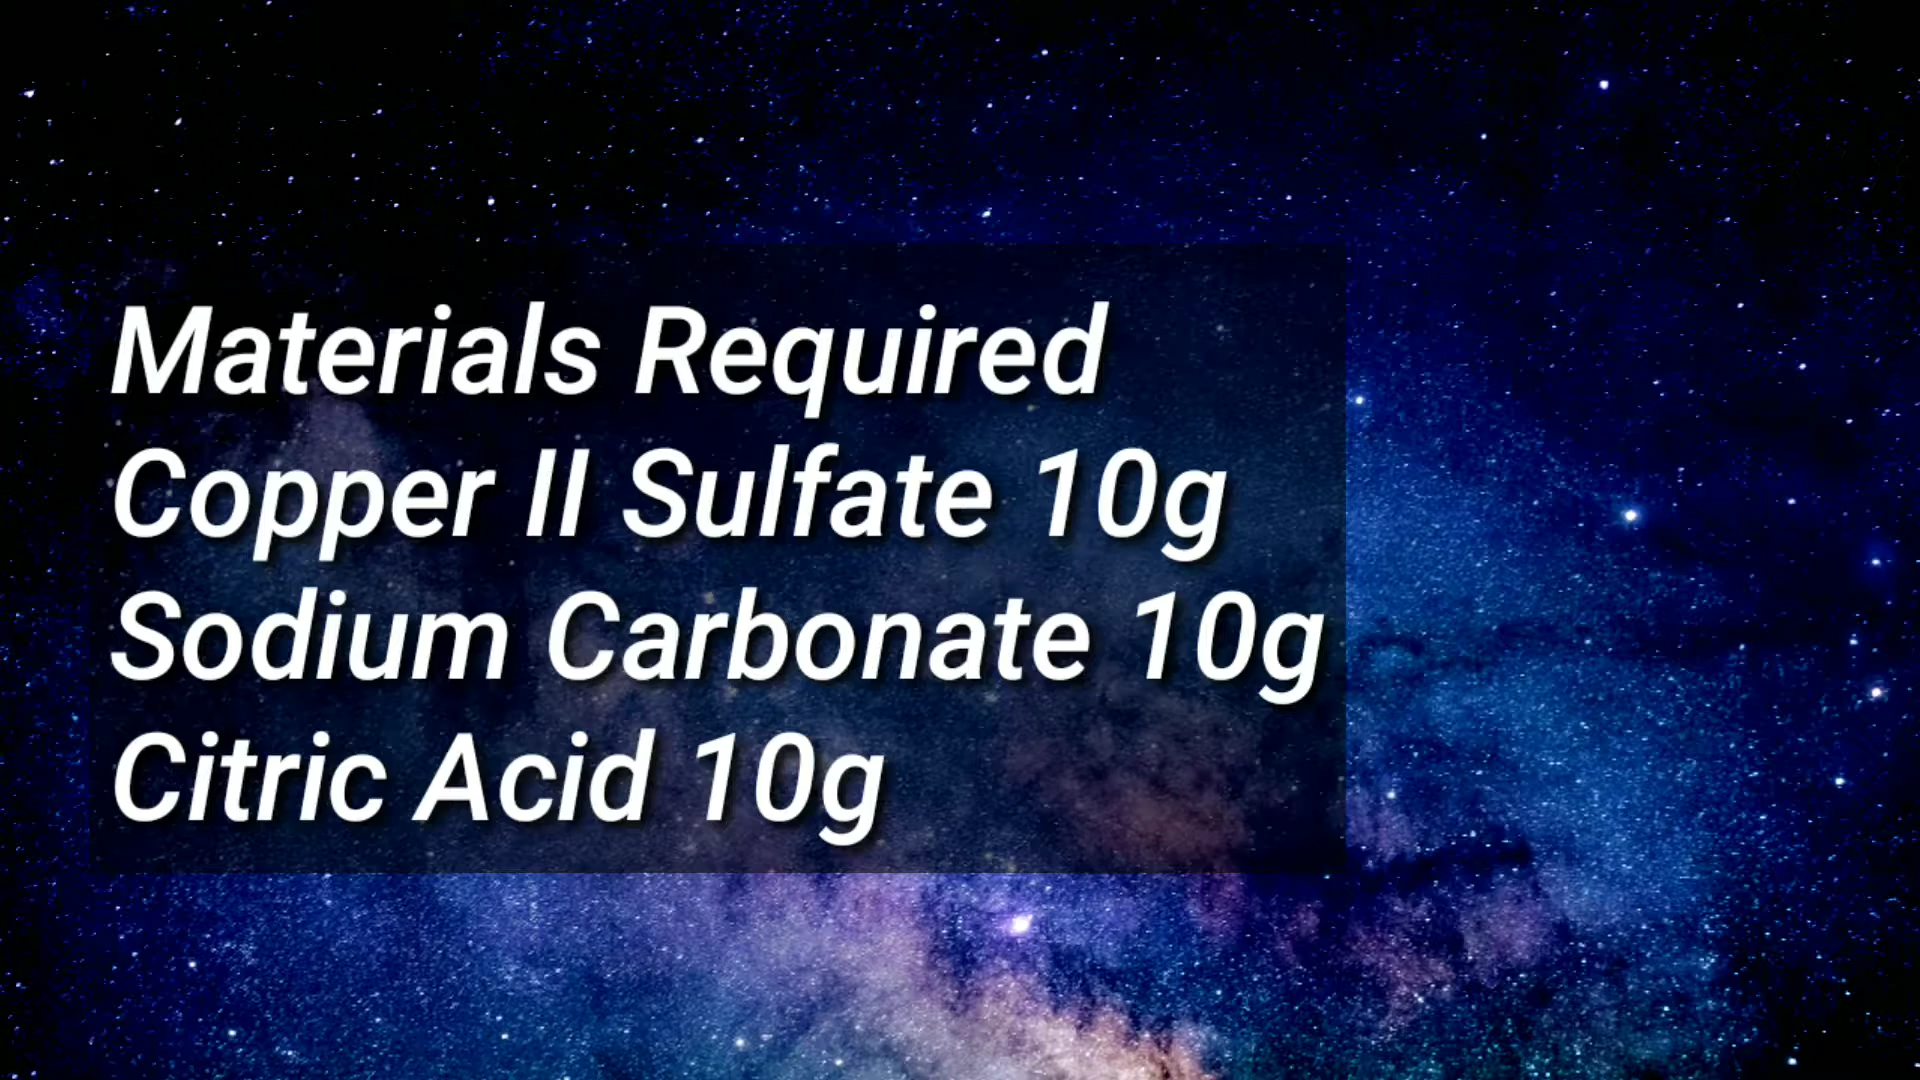 Materials Required
Copper II Sulfate 10g
Sodium Carbonate 10g
Citric Acid 10g